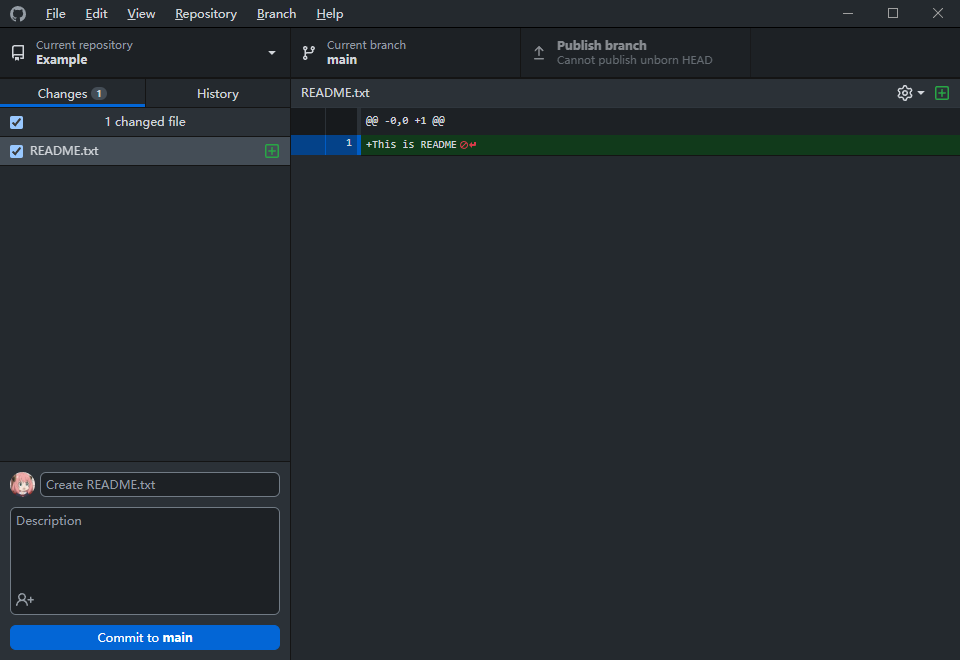 File Edit View Repository Branch Help
Current repository
Example
Current branch
main
Publish branch
Cannot publish unborn HEAD
Changes 1
History
README.txt
1 changed file
@@ -0,0 +1 @@
README.txt
1 +This is README
Create README.txt
Description
Commit to main